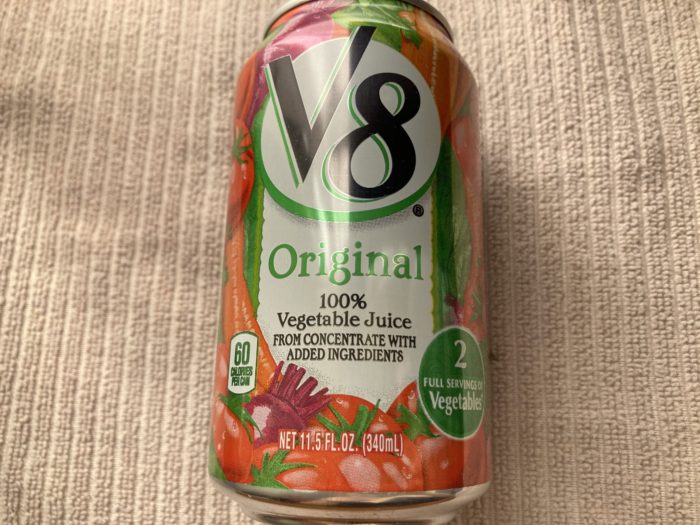 V8
®
Original
100%
Vegetable Juice
FROM CONCENTRATE WITH
ADDED INGREDIENTS
60
CALORIES
PER CAN
2
FULL SERVINGS OF
Vegetables
NET 11.5 FL. OZ. (340mL)